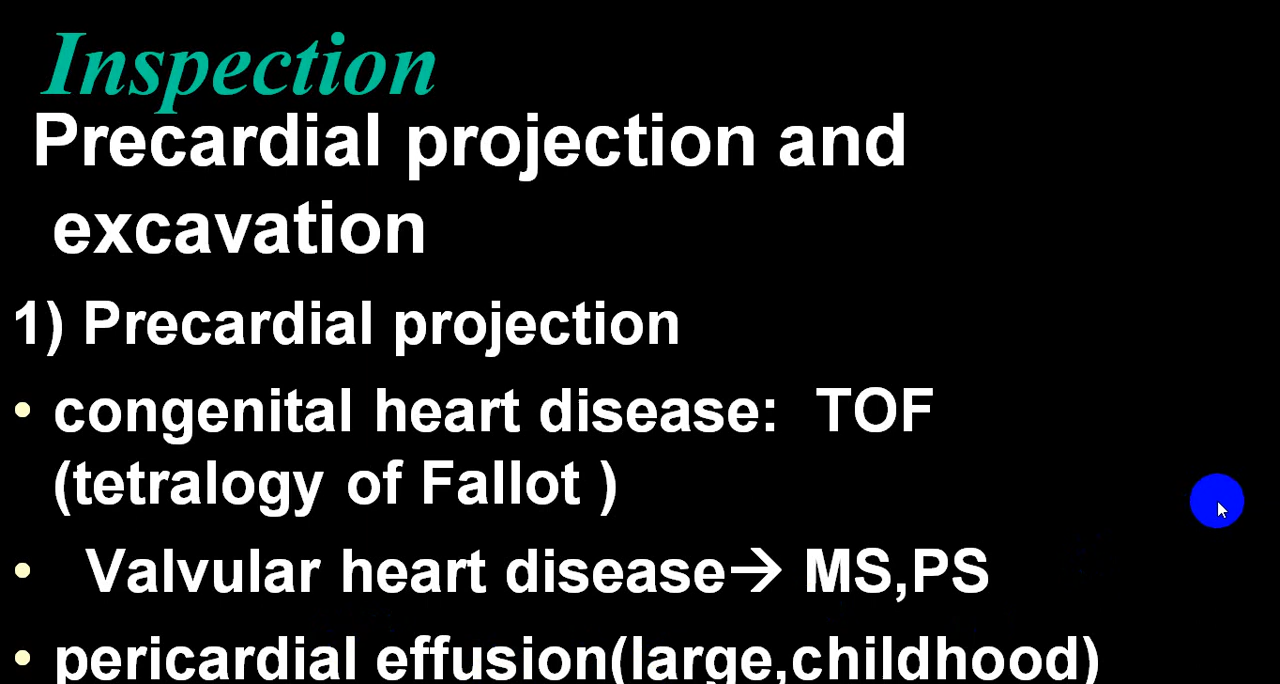 Inspection
Precardial projection and
excavation
1) Precardial projection
• congenital heart disease: TOF
(tetralogy of Fallot )
• Valvular heart disease→ MS,PS
• pericardial effusion(large,childhood)